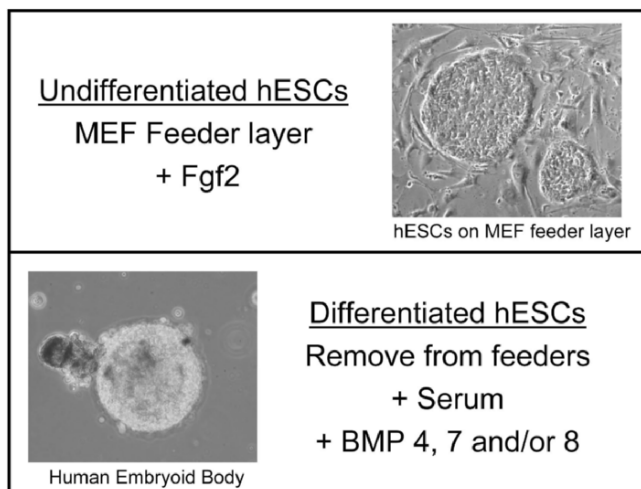 Undifferentiated hESCs
MEF Feeder layer
+ Fgf2
hESCs on MEF feeder layer
Human Embryoid Body
Differentiated hESCs
Remove from feeders
+ Serum
+ BMP 4, 7 and/or 8